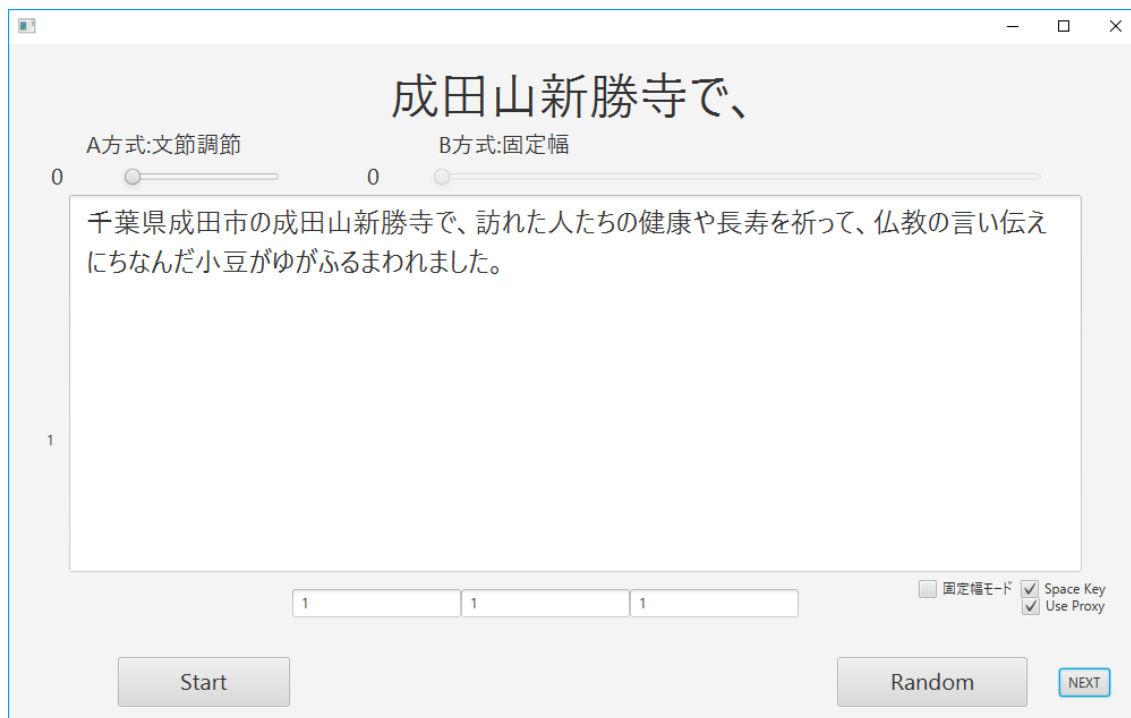 成田山新勝寺で、
A方式:文節調節
B方式:固定幅
0
0
千葉県成田市の成田山新勝寺で、訪れた人たちの健康や長寿を祈って、仏教の言い伝え
にちなんだ小豆がゆがふるまわれました。
1
1
1
1
固定幅モード
Space Key
Use Proxy
Start
Random
NEXT